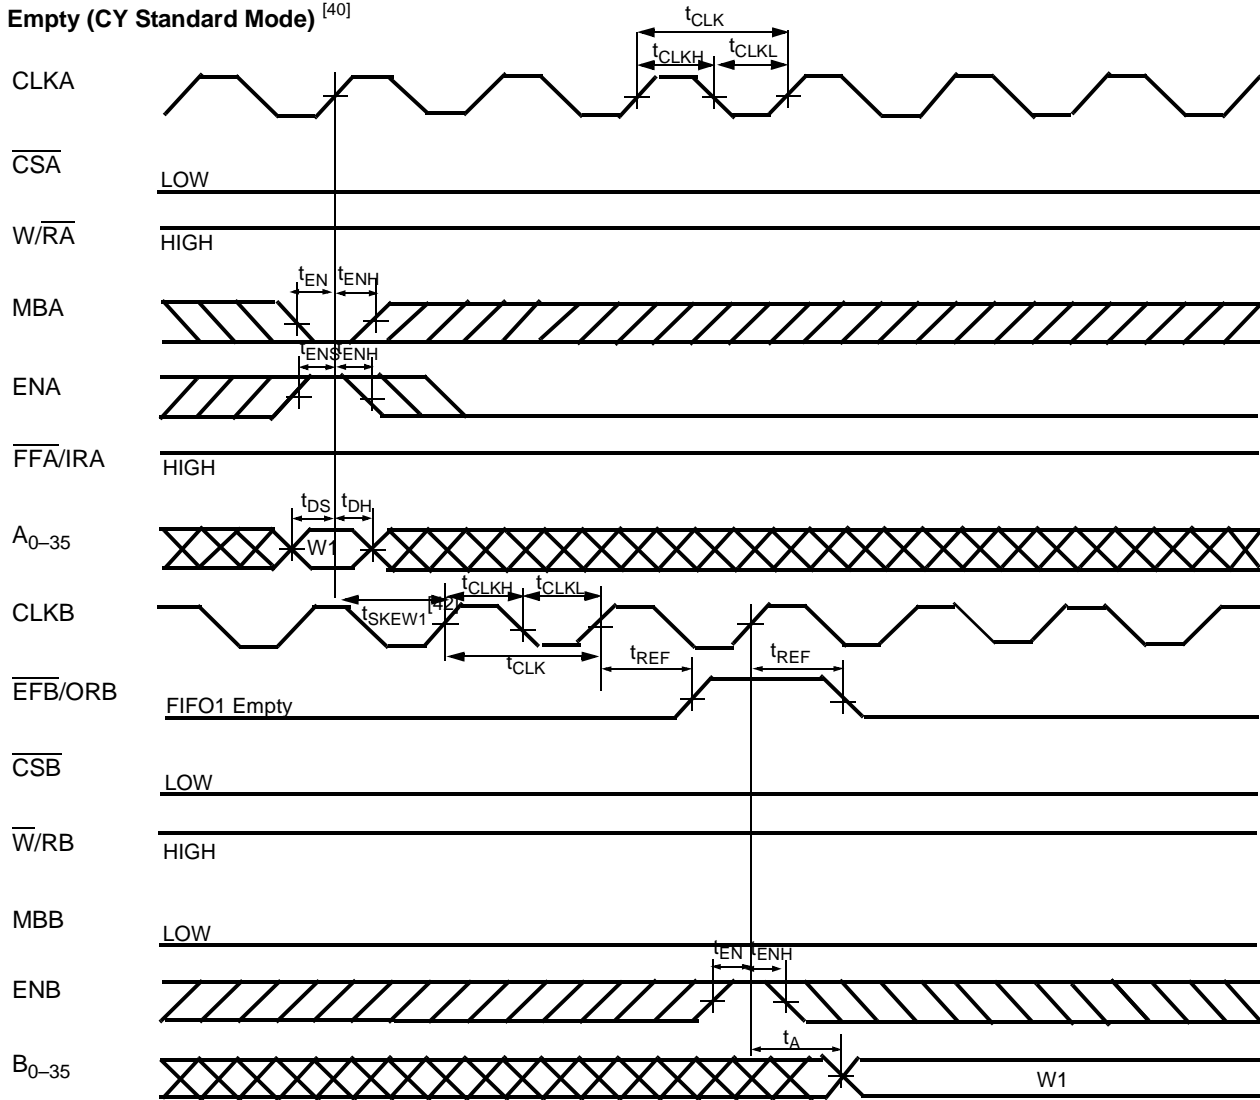 Empty (CY Standard Mode) [40]
tCLK
tCLKH tCLKL
CLKA
CSA
LOW
W/RA
HIGH
tEN tENH
MBA
tENS tENH
ENA
FFA/IRA
HIGH
tDS tDH
A0–35
W1
tCLKH tCLKL
CLKB
tSKEW1[42]
tCLK
tREF tREF
EFB/ORB
FIFO1 Empty
CSB
LOW
W/RB
HIGH
MBB
LOW
tEN tENH
ENB
tA
B0–35
W1